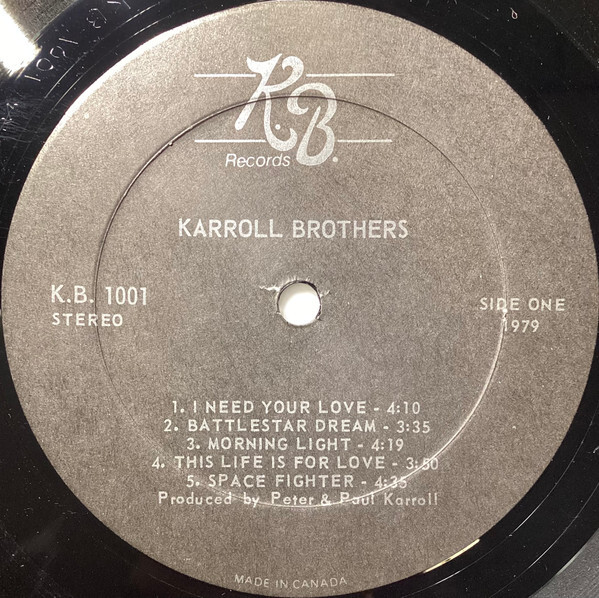 K.B.
Records
KARROLL BROTHERS
K.B. 1001
STEREO
SIDE ONE
1979
1. I NEED YOUR LOVE - 4:10
2. BATTLESTAR DREAM - 3:35
3. MORNING LIGHT - 4:19
4. THIS LIFE IS FOR LOVE - 3:50
5. SPACE FIGHTER - 4:35
Produced by Peter & Paul Karroll
MADE IN CANADA